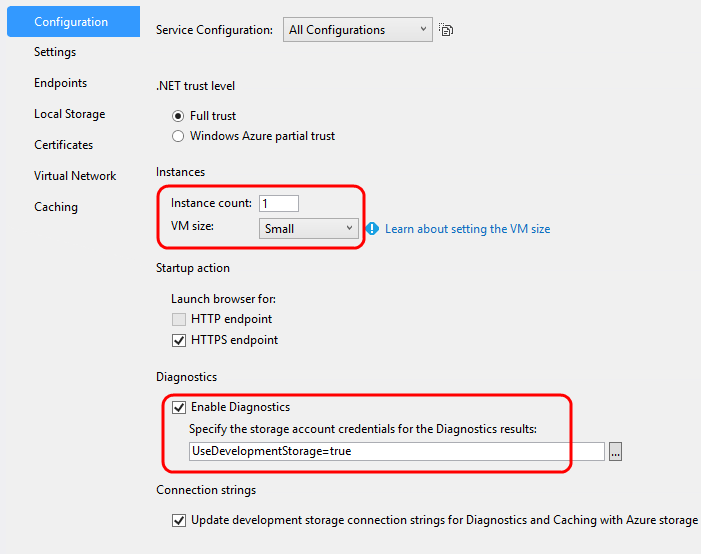 Configuration
Settings
Endpoints
Local Storage
Certificates
Virtual Network
Caching
Service Configuration: All Configurations
.NET trust level
Full trust
Windows Azure partial trust
Instances
Instance count: 1
VM size: Small Learn about setting the VM size
Startup action
Launch browser for:
HTTP endpoint
HTTPS endpoint
Diagnostics
Enable Diagnostics
Specify the storage account credentials for the Diagnostics results:
UseDevelopmentStorage=true ...
Connection strings
Update development storage connection strings for Diagnostics and Caching with Azure storage